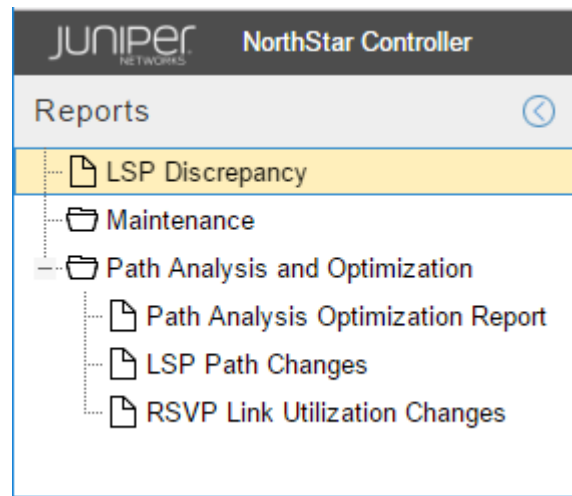 JUNIPER NETWORKS NorthStar Controller
Reports
LSP Discrepancy
Maintenance
Path Analysis and Optimization
Path Analysis Optimization Report
LSP Path Changes
RSVP Link Utilization Changes